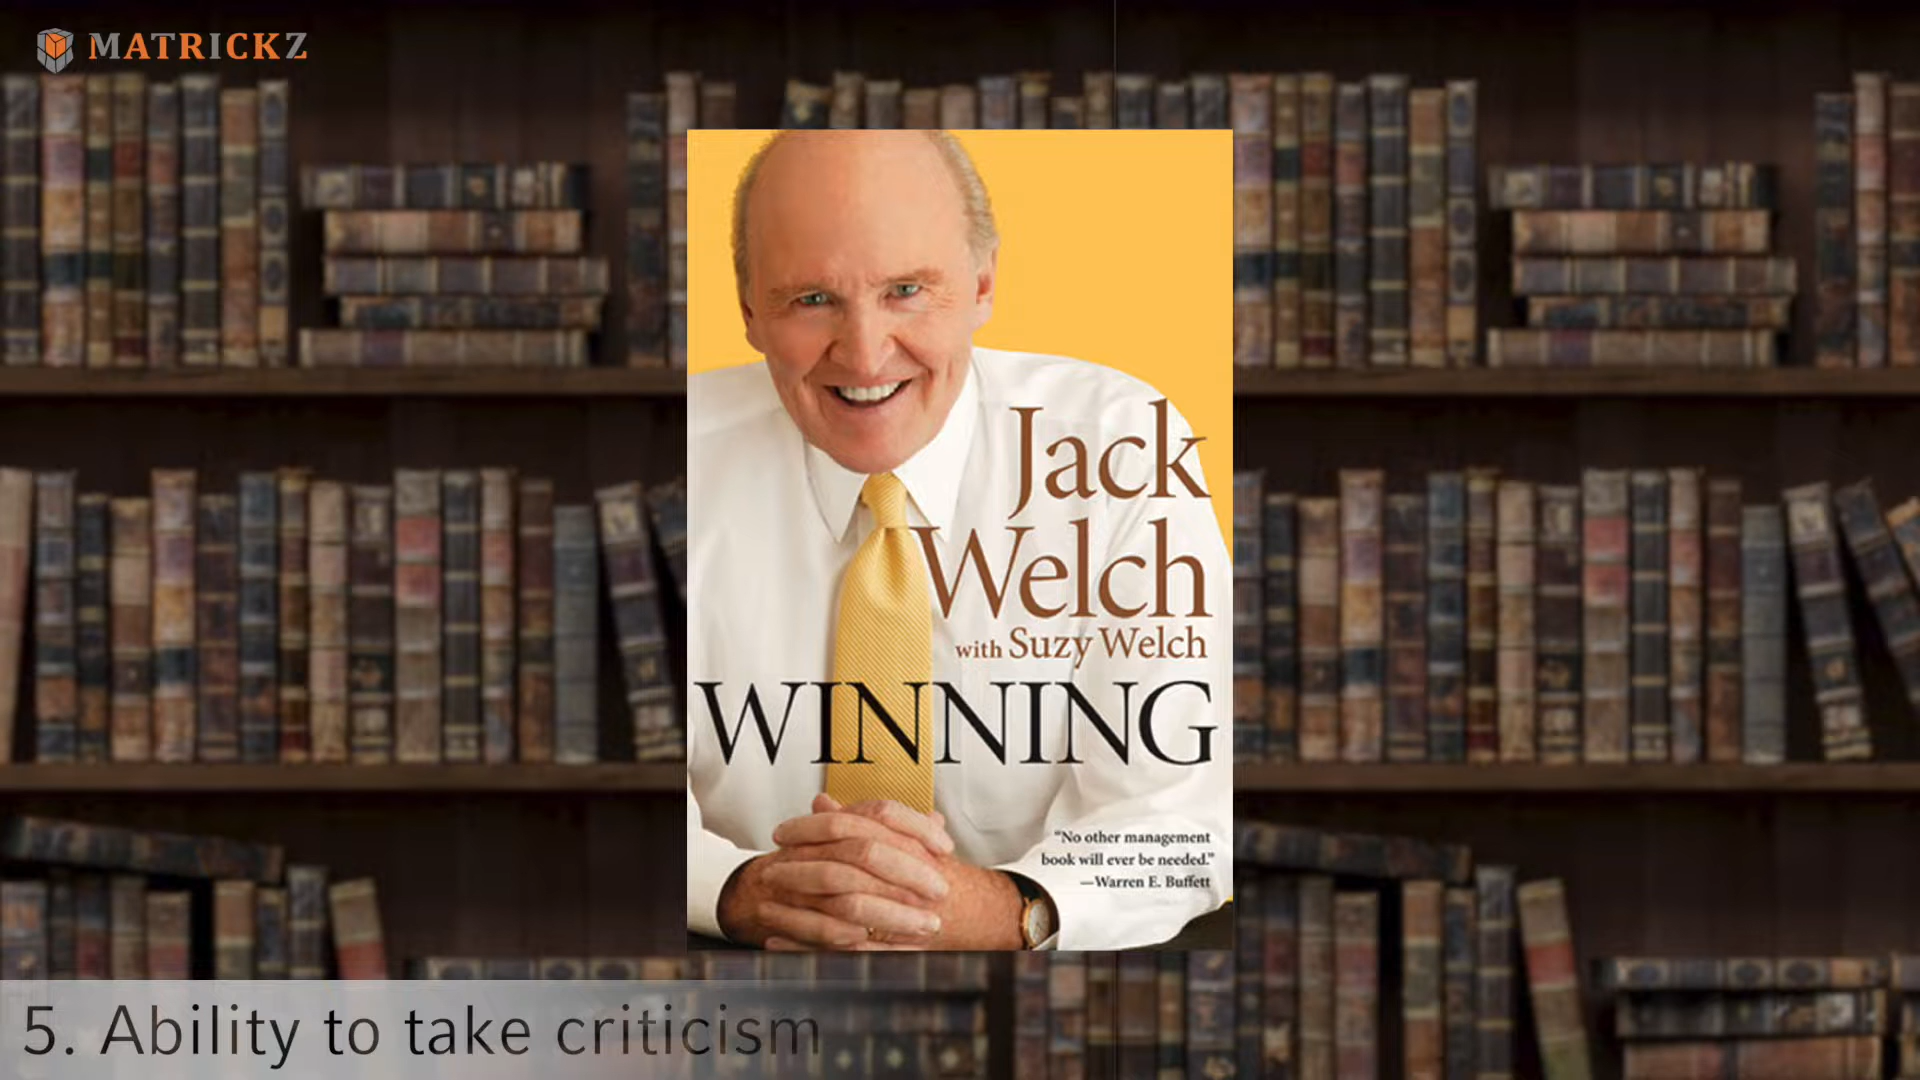 MATRICKZ
Jack
Welch
with Suzy Welch
WINNING
"No other management
book will ever be needed."
—Warren E. Buffett
5. Ability to take criticism